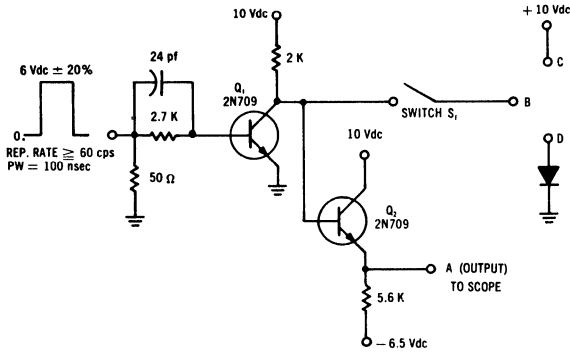 + 10 Vdc
10 Vdc
C
24 pf
2 K
6 Vdc ± 20%
Q₁
2N709
2.7 K
B
SWITCH S₁
0
10 Vdc
D
REP. RATE ≧ 60 cps
PW = 100 nsec
50 Ω
Q₂
2N709
A (OUTPUT)
TO SCOPE
5.6 K
– 6.5 Vdc